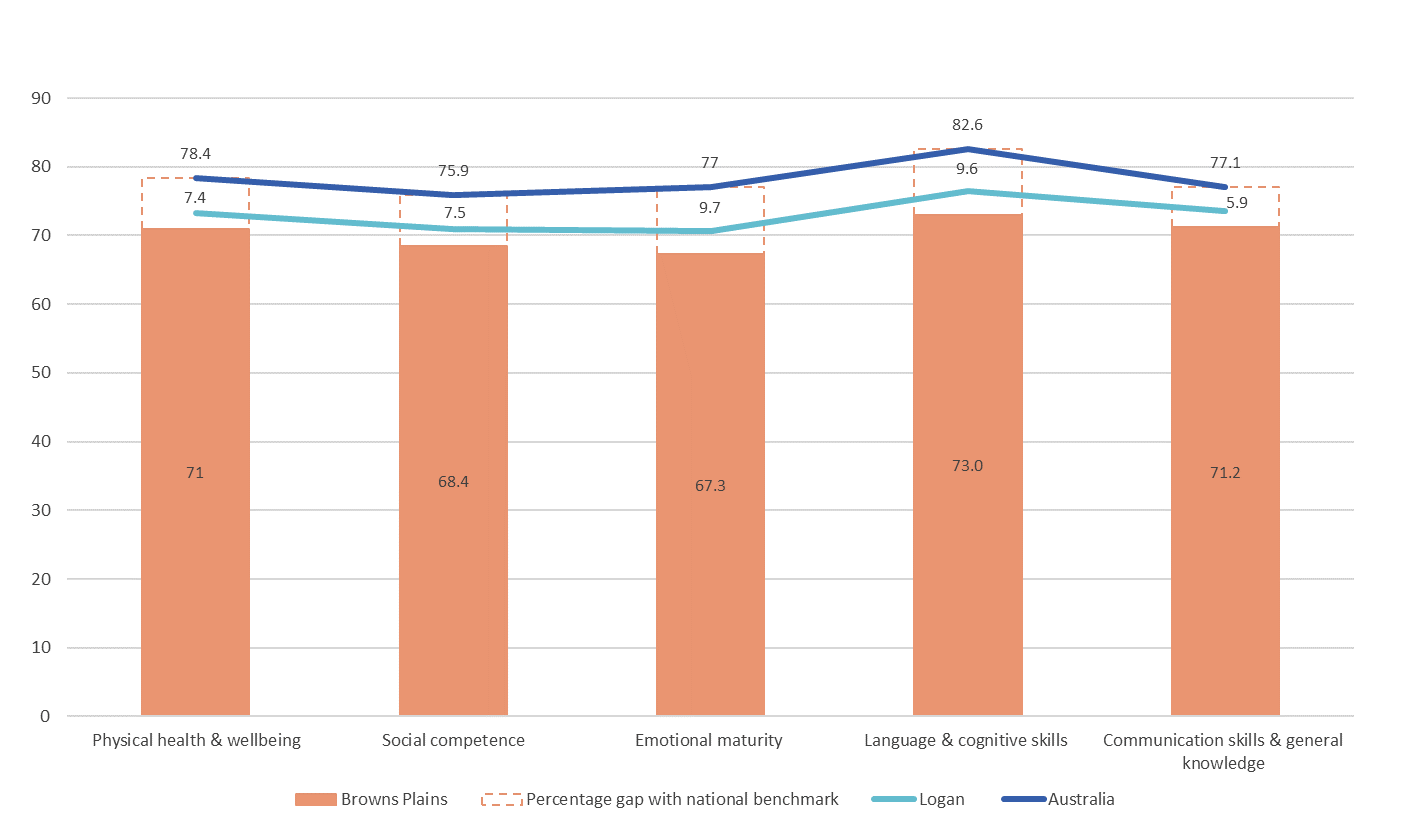 90
80
70
60
50
40
30
20
10
0
78.4
75.9
77
82.6
77.1
7.4
7.5
9.7
9.6
5.9
71
68.4
67.3
73.0
71.2
Physical health & wellbeing
Social competence
Emotional maturity
Language & cognitive skills
Communication skills & general
knowledge
Browns Plains
Percentage gap with national benchmark
Logan
Australia